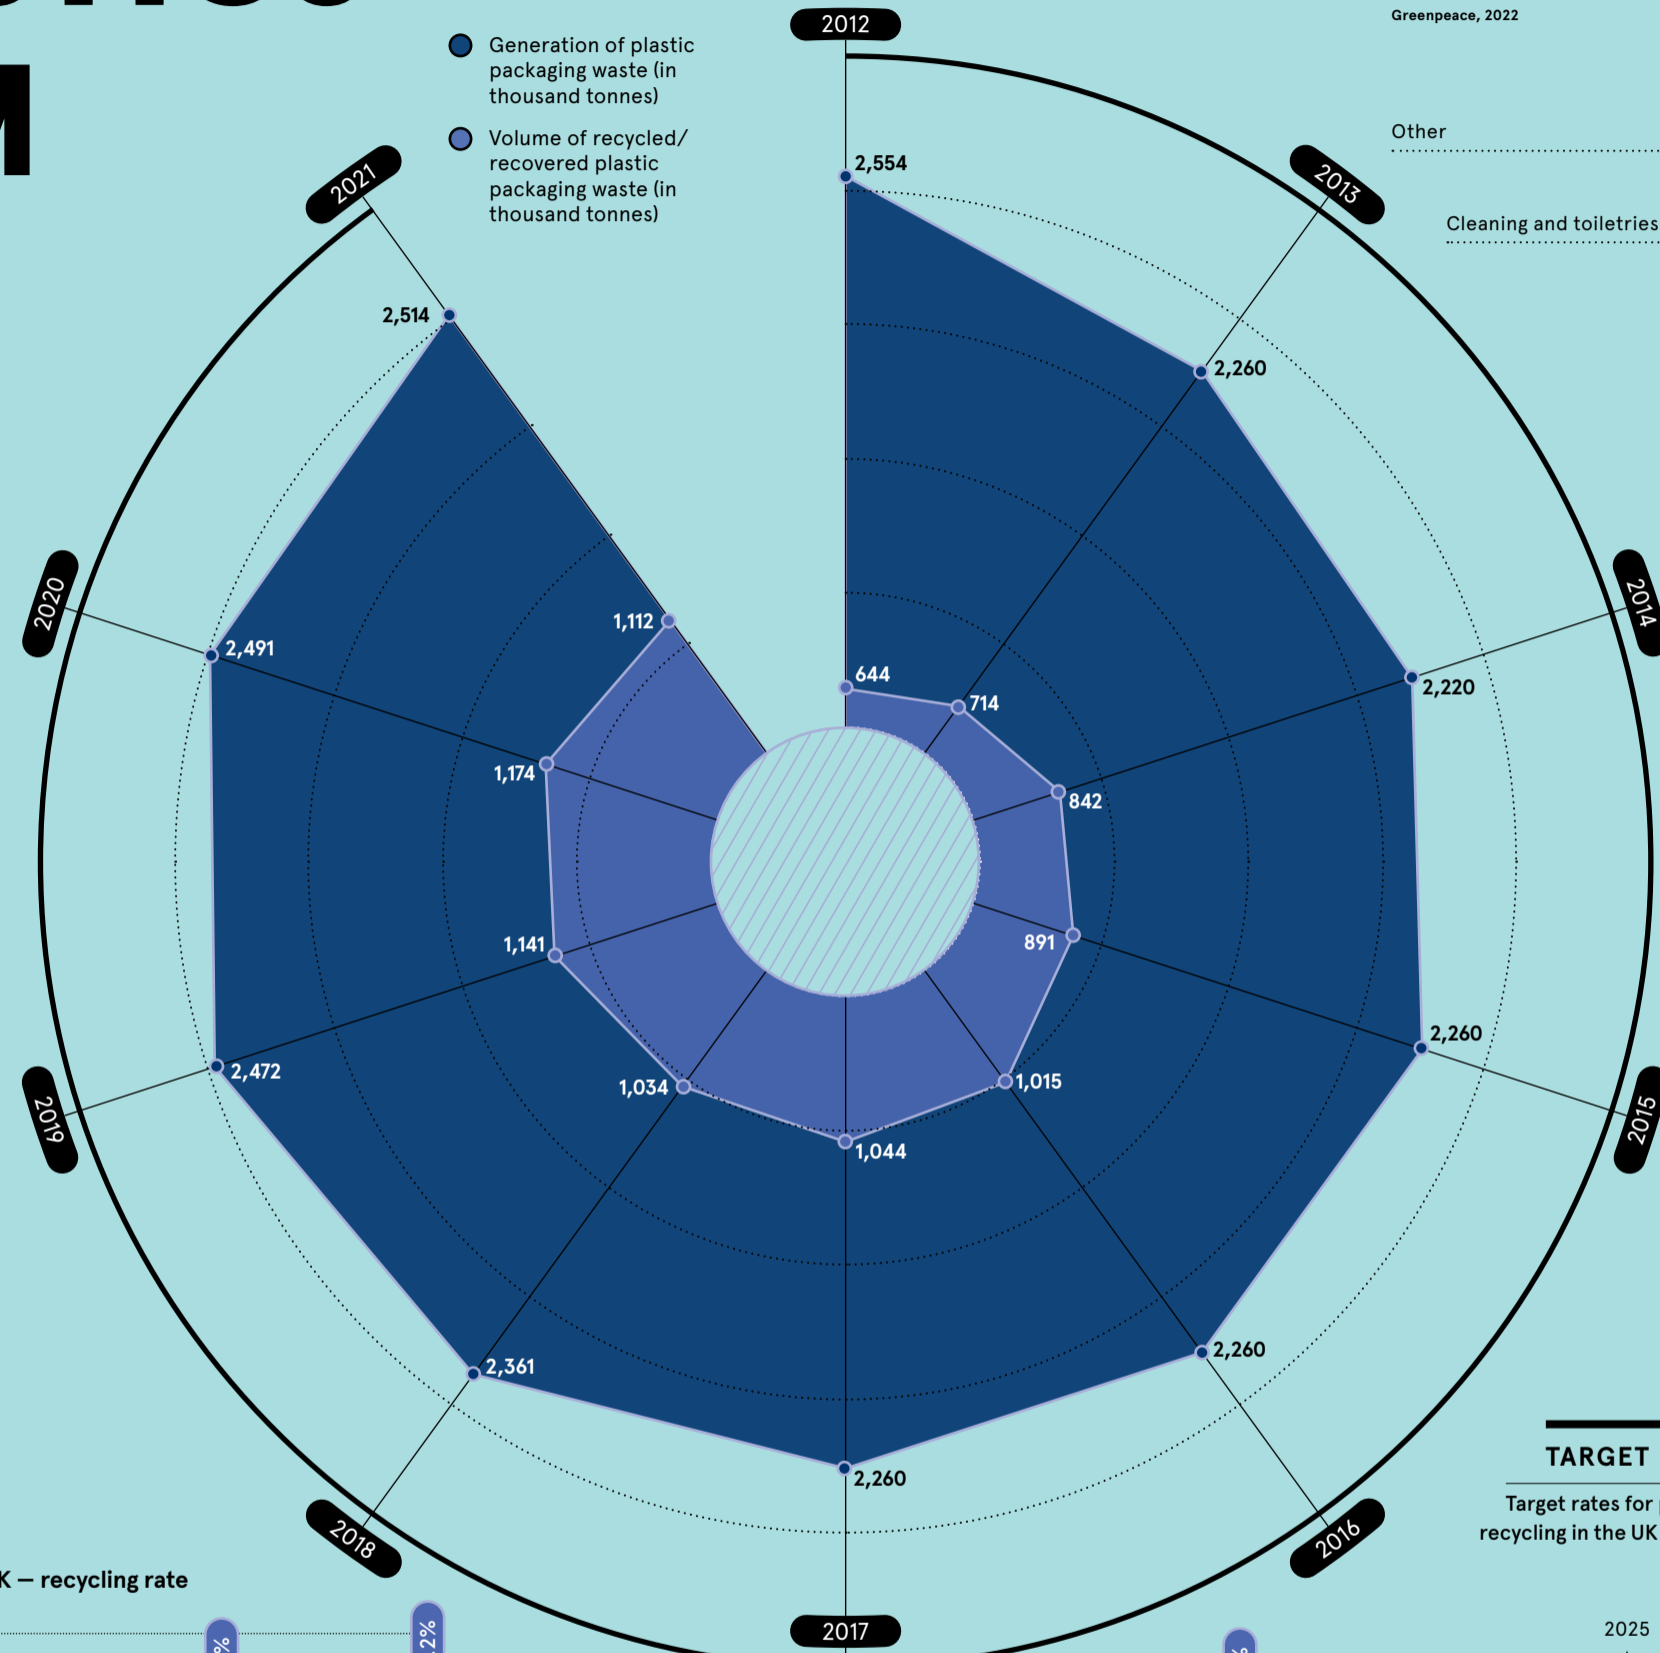 Greenpeace, 2022
Generation of plastic
packaging waste (in
thousand tonnes)
Volume of recycled/
recovered plastic
packaging waste (in
thousand tonnes)
Other
Cleaning and toiletries
2012
2013
2014
2015
2016
2017
2018
2019
2020
2021
2,554
2,260
2,220
2,260
2,260
2,260
2,361
2,472
2,491
2,514
644
714
842
891
1,015
1,044
1,034
1,141
1,174
1,112
TARGET
Target rates for
recycling in the UK
2025
K – recycling rate
%
2%
%